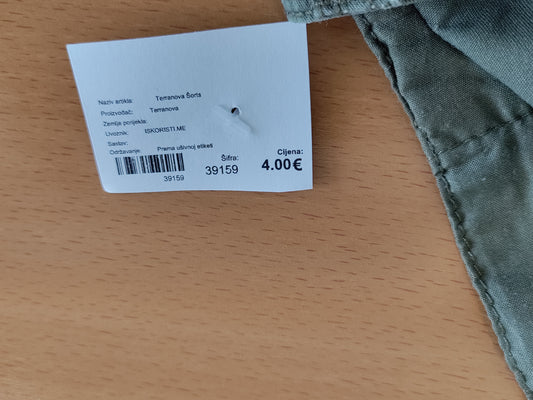 Naziv artikla: Terranova Šorts
Proizvođač: Terranova
Zemlja porijekla:
Uvoznik: ISKORISTI.ME
Sastav:
Održavanje: Prema ušivnoj etiketi
39159
Šifra:
39159
Cijena:
4.00€